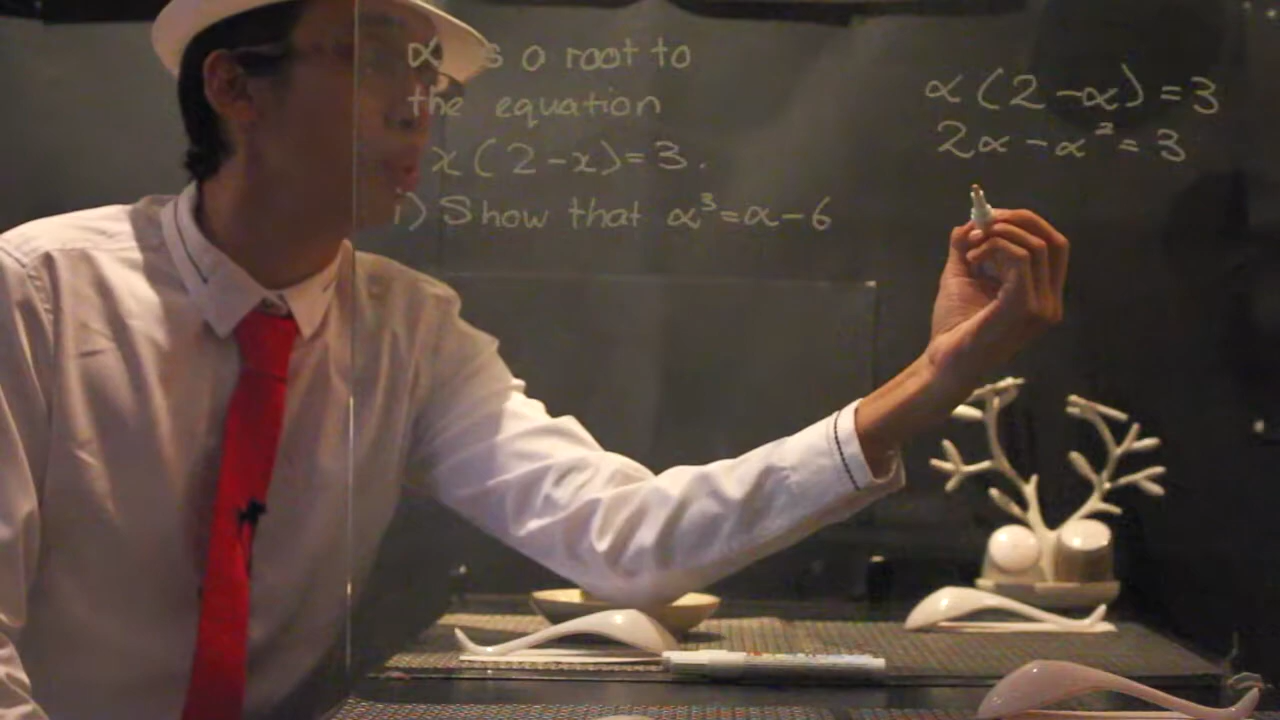 α is a root to
the equation
x(2-x)=3.
i) Show that α³=α-6
α(2-α)=3
2α-α²=3